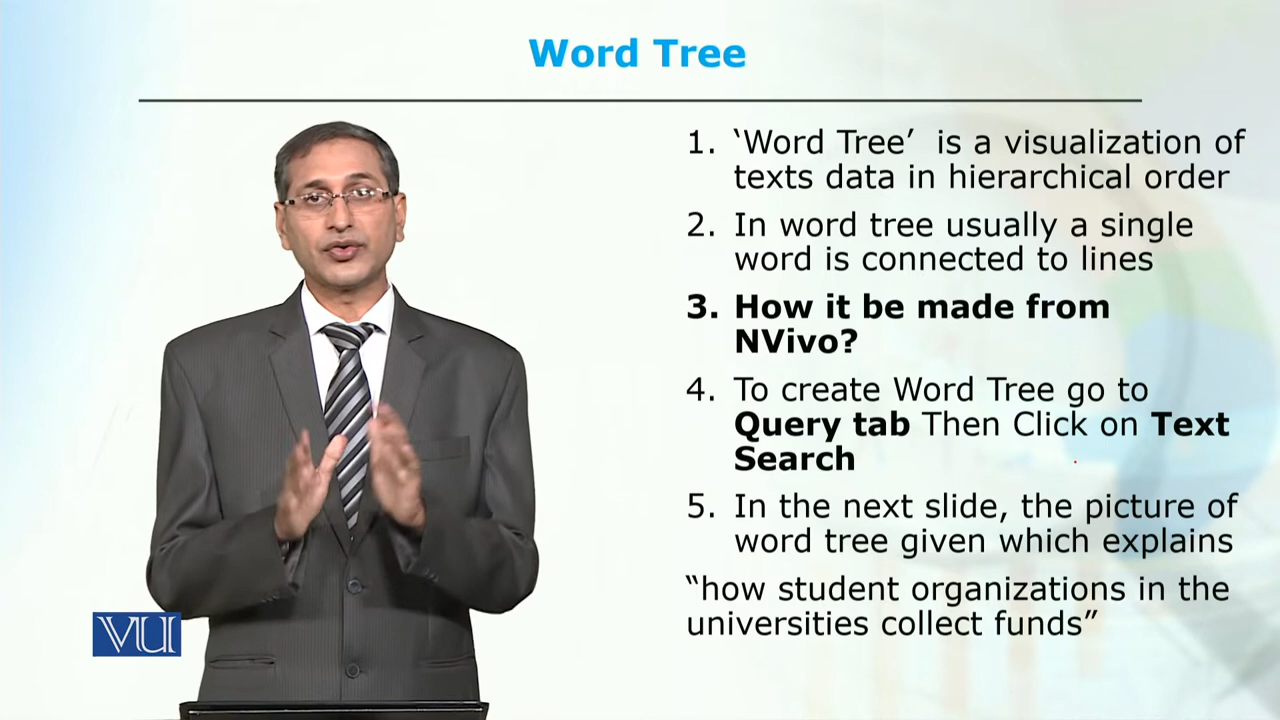 Word Tree
1. ‘Word Tree’ is a visualization of
texts data in hierarchical order
2. In word tree usually a single
word is connected to lines
3. How it be made from
NVivo?
4. To create Word Tree go to
Query tab Then Click on Text
Search
5. In the next slide, the picture of
word tree given which explains
“how student organizations in the
universities collect funds”
VU